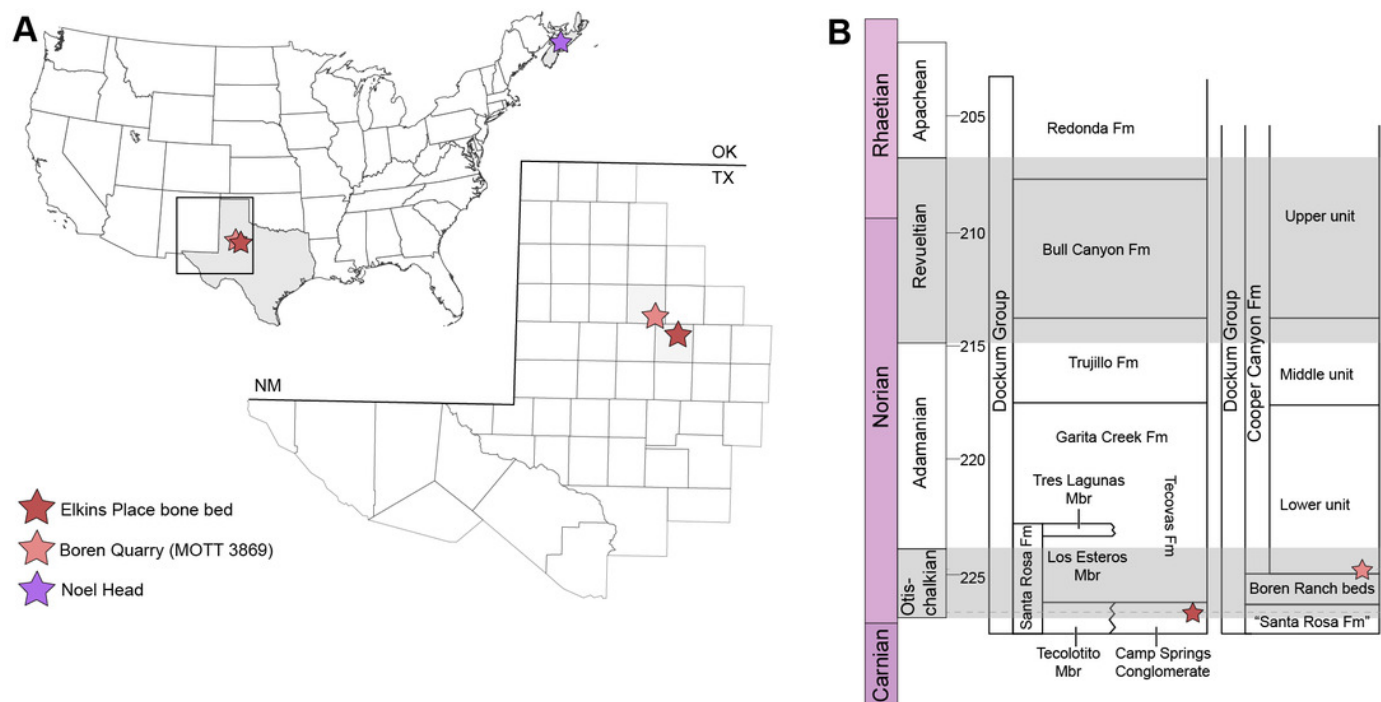 A
OK
TX
NM
Elkins Place bone bed
Boren Quarry (MOTT 3869)
Noel Head
B
Rhaetian
Norian
Carnian
Apachean
Revueltian
Adamanian
Otis-
chalkian
205
210
215
220
225
Dockum Group
Redonda Fm
Bull Canyon Fm
Trujillo Fm
Garita Creek Fm
Tres Lagunas
Mbr
Tecovas Fm
Santa Rosa Fm
Los Esteros
Mbr
Tecolotito
Mbr
Camp Springs
Conglomerate
Dockum Group
Cooper Canyon Fm
Upper unit
Middle unit
Lower unit
Boren Ranch beds
"Santa Rosa Fm"